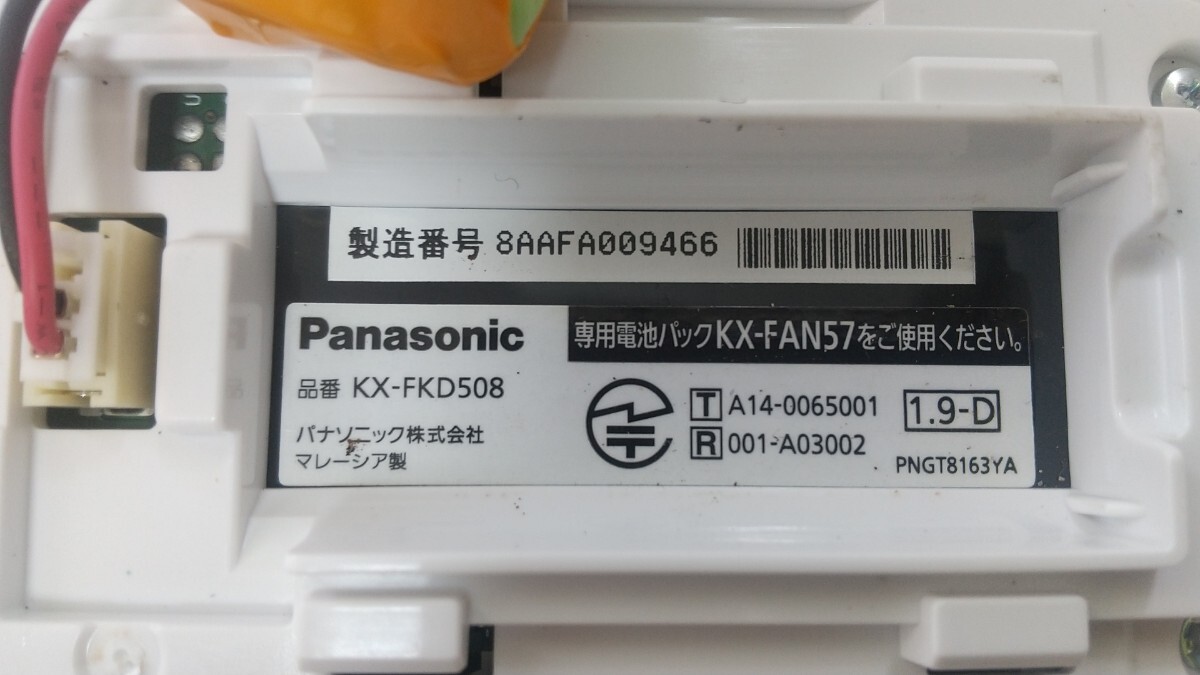 製造番号 8AAFA009466
Panasonic
専用電池パックKX-FAN57をご使用ください。
品番 KX-FKD508
T A14-0065001
1.9-D
パナソニック株式会社
R 001-A03002
マレーシア製
PNGT8163YA